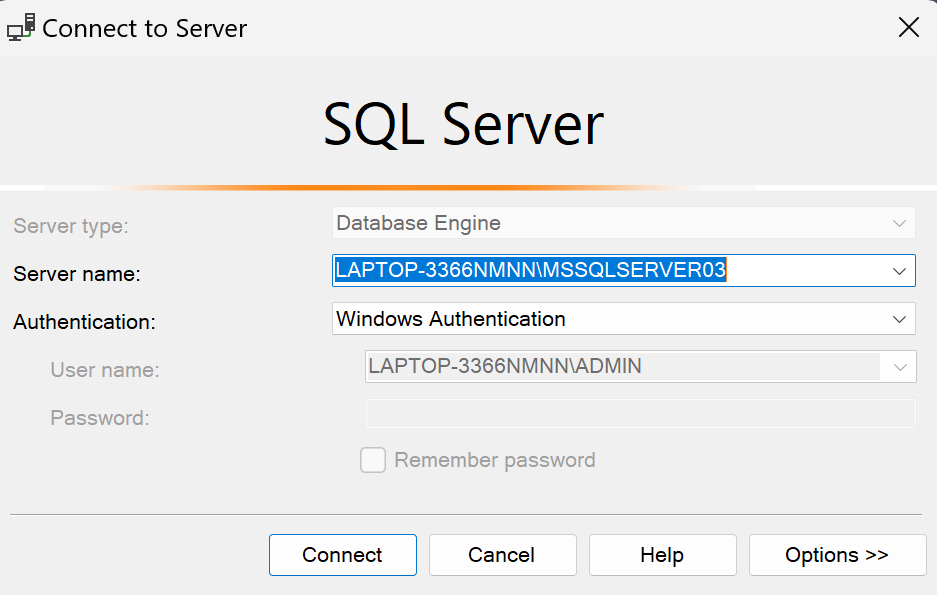 Connect to Server
SQL Server
Server type: Database Engine
Server name: LAPTOP-3366NMNN\MSSQLSERVER03
Authentication: Windows Authentication
User name: LAPTOP-3366NMNN\ADMIN
Password:
Remember password
Connect Cancel Help Options >>